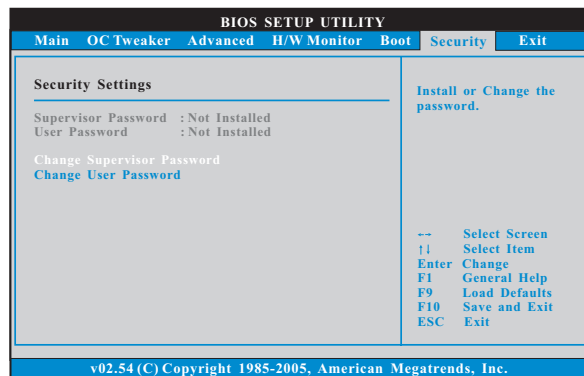 BIOS SETUP UTILITY
Main OC Tweaker Advanced H/W Monitor Boot Security Exit
Security Settings
Supervisor Password : Not Installed
User Password : Not Installed
Change Supervisor Password
Change User Password
Install or Change the
password.
←→ Select Screen
↑↓ Select Item
Enter Change
F1 General Help
F9 Load Defaults
F10 Save and Exit
ESC Exit
v02.54 (C) Copyright 1985-2005, American Megatrends, Inc.